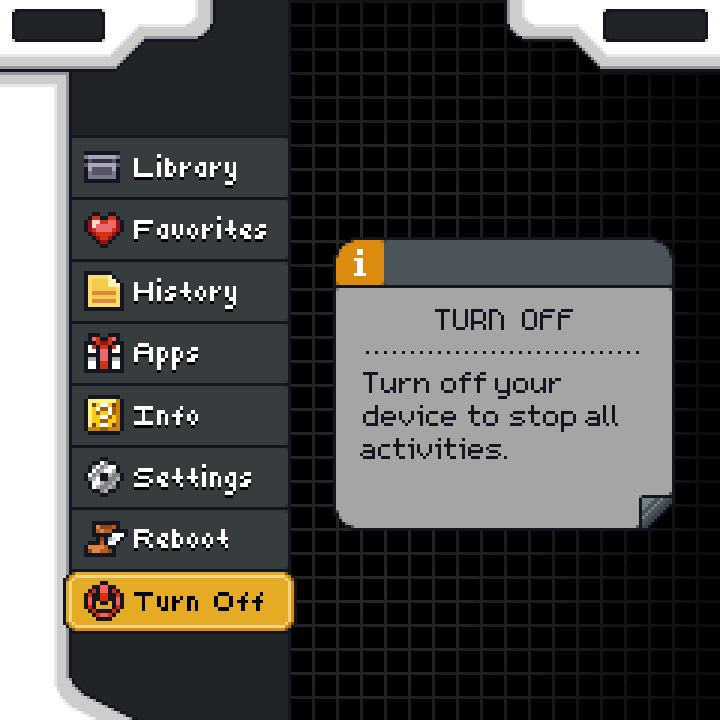 Library
Favorites
History
Apps
Info
Settings
Reboot
Turn Off
i
TURN OFF
Turn off your
device to stop all
activities.